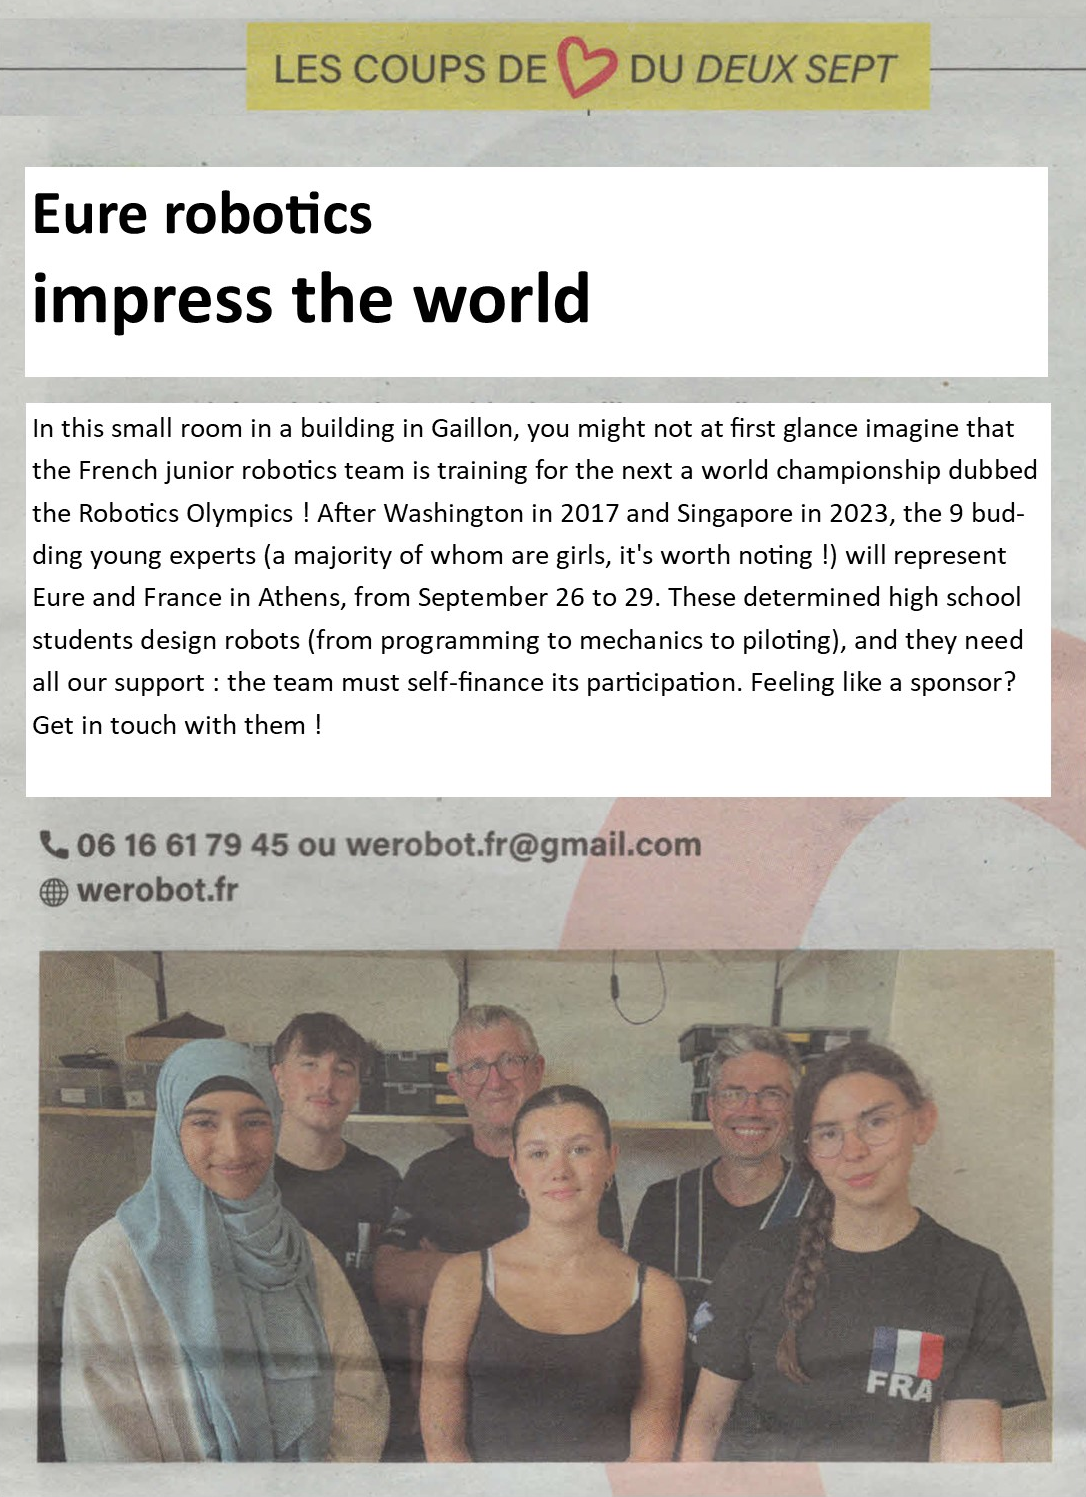 LES COUPS DE DU DEUX SEPT
Eure robotics
impress the world
In this small room in a building in Gaillon, you might not at first glance imagine that
the French junior robotics team is training for the next a world championship dubbed
the Robotics Olympics ! After Washington in 2017 and Singapore in 2023, the 9 bud-
ding young experts (a majority of whom are girls, it's worth noting !) will represent
Eure and France in Athens, from September 26 to 29. These determined high school
students design robots (from programming to mechanics to piloting), and they need
all our support : the team must self-finance its participation. Feeling like a sponsor?
Get in touch with them !
06 16 61 79 45 ou werobot.fr@gmail.com
werobot.fr
FRA